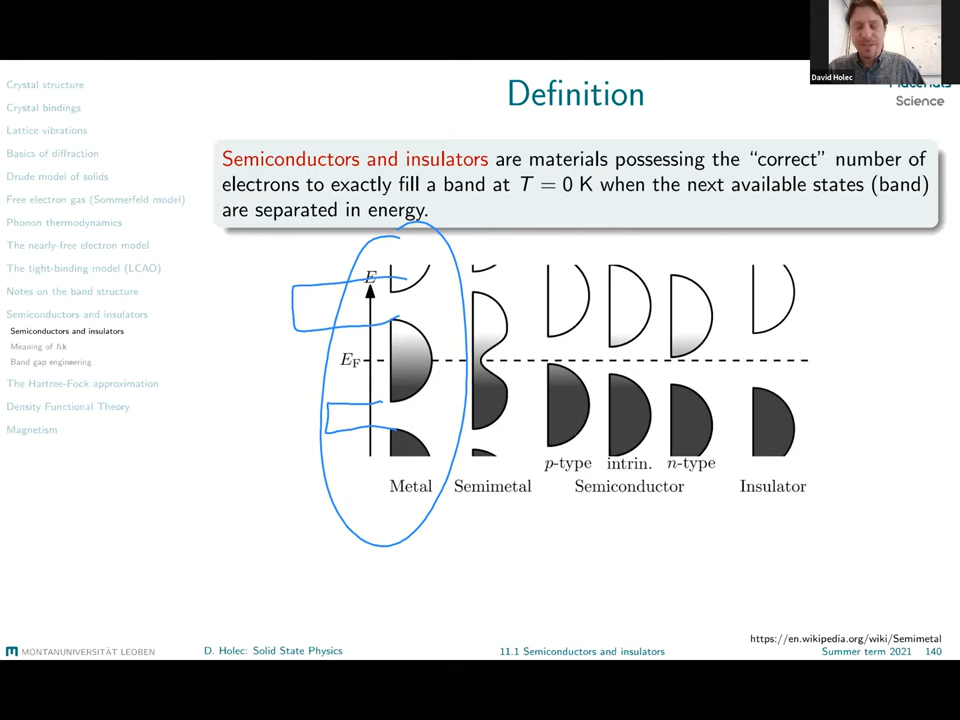 David Holec
Materials
Science
Crystal structure
Crystal bindings
Lattice vibrations
Basics of diffraction
Drude model of solids
Free electron gas (Sommerfeld model)
Phonon thermodynamics
The nearly-free electron model
The tight-binding model (LCAO)
Notes on the band structure
Semiconductors and insulators
Semiconductors and insulators
Meaning of ħk
Band gap engineering
The Hartree-Fock approximation
Density Functional Theory
Magnetism
Definition
Semiconductors and insulators are materials possessing the “correct” number of
electrons to exactly fill a band at T = 0 K when the next available states (band)
are separated in energy.
E
EF
p-type intrin. n-type
Metal Semimetal Semiconductor Insulator
https://en.wikipedia.org/wiki/Semimetal
MONTANUNIVERSITÄT LEOBEN D. Holec: Solid State Physics 11.1 Semiconductors and insulators Summer term 2021 140